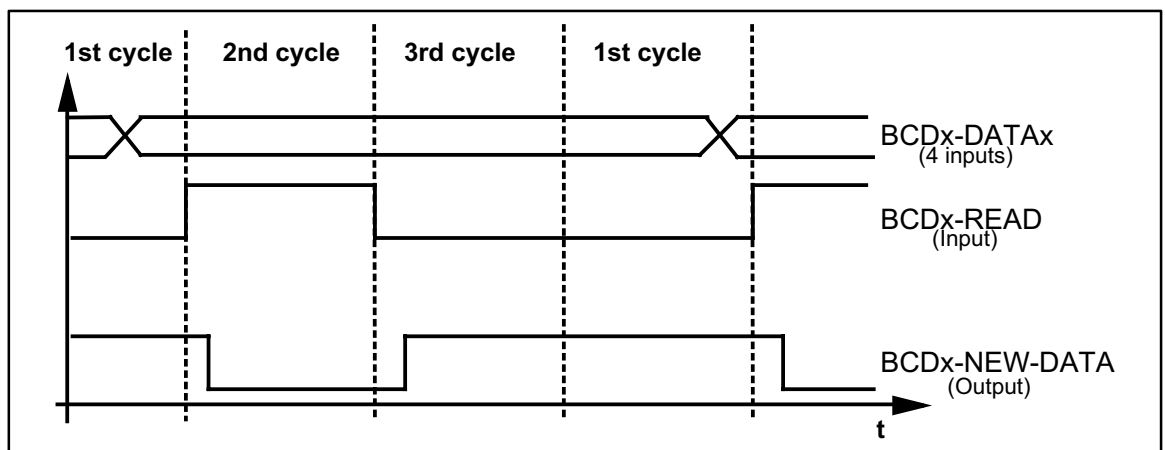 1st cycle 2nd cycle 3rd cycle 1st cycle
BCDx-DATAx
(4 inputs)
BCDx-READ
(Input)
BCDx-NEW-DATA
(Output)
t